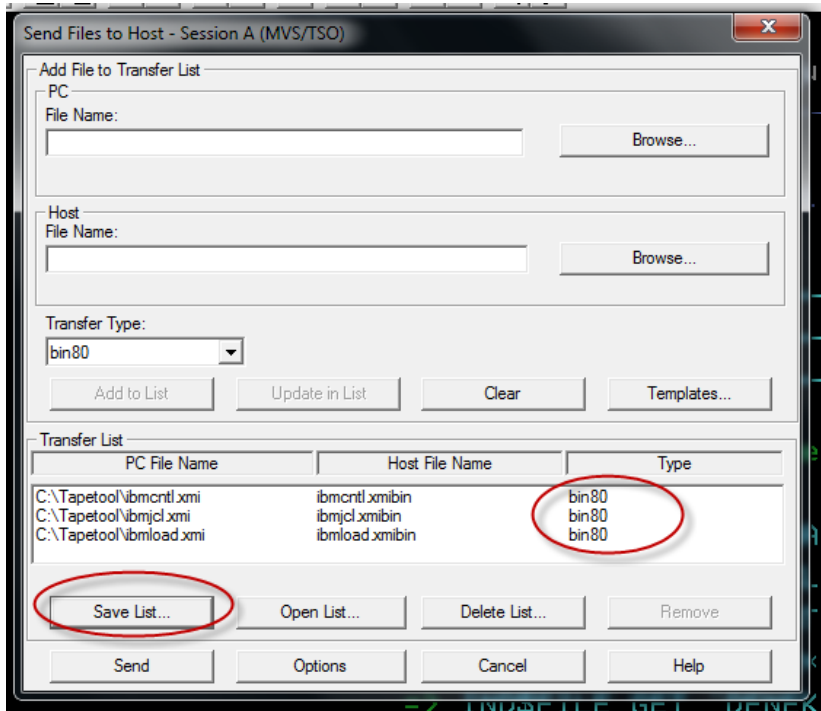 Send Files to Host - Session A (MVS/TSO)
Add File to Transfer List
PC
File Name:
Browse...
Host
File Name:
Browse...
Transfer Type:
bin80
Add to List Update in List Clear Templates...
Transfer List
PC File Name Host File Name Type
C:\Tapetool\ibmcntl.xmi ibmcntl.xmibin bin80
C:\Tapetool\ibmjcl.xmi ibmjcl.xmibin bin80
C:\Tapetool\ibmload.xmi ibmload.xmibin bin80
Save List... Open List... Delete List... Remove
Send Options Cancel Help